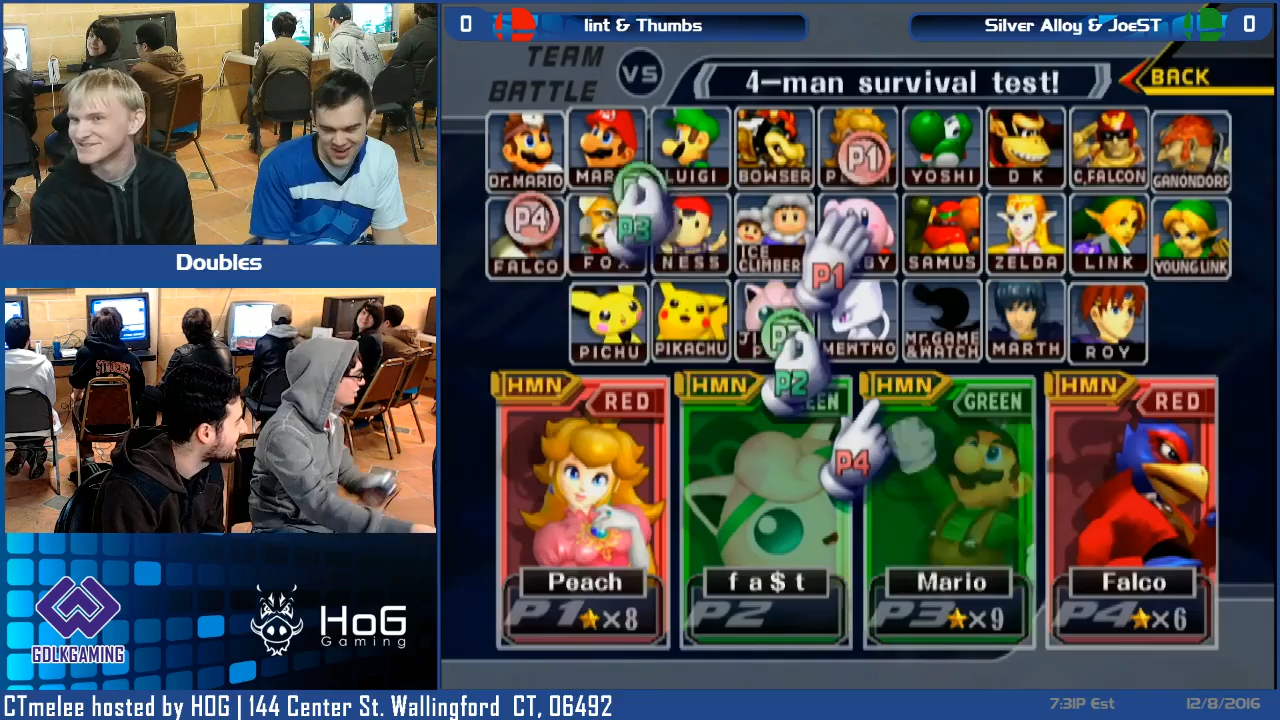 0 lint & Thumbs
Silver Alloy & JoeST 0
TEAM BATTLE VS
4-man survival test!
BACK
Dr.MARIO LUIGI BOWSER YOSHI D K C.FALCON GANONDORF
P1
P4 P3
FALCO FOX NESS ICE CLIMBER P1 SAMUS ZELDA LINK YOUNG LINK
PICHU PIKACHU MEWTWO Mr.GAME &WATCH MARTH ROY
P2
HMN RED
HMN
HMN GREEN
HMN RED
P4
Peach
fa$t
Mario
Falco
P1 ×8
P2
P3 ×9
P4 ×6
Doubles
GDLKGAMING
HoG
Gaming
CTmelee hosted by HOG | 144 Center St. Wallingford CT, 06492
7:31P Est 12/8/2016